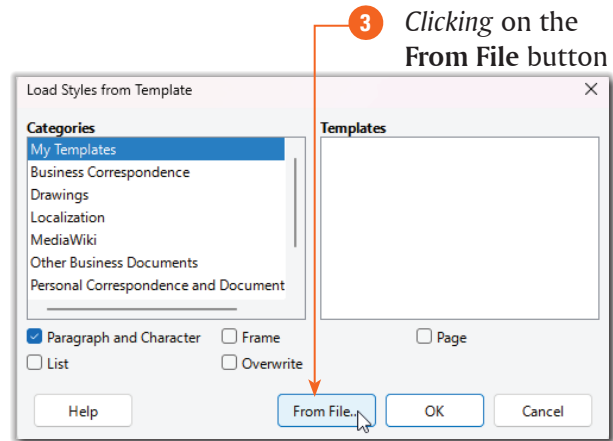 3 Clicking on the
From File button
Load Styles from Template
Categories Templates
My Templates
Business Correspondence
Drawings
Localization
MediaWiki
Other Business Documents
Personal Correspondence and Document
Paragraph and Character Frame Page
List Overwrite
Help From File... OK Cancel